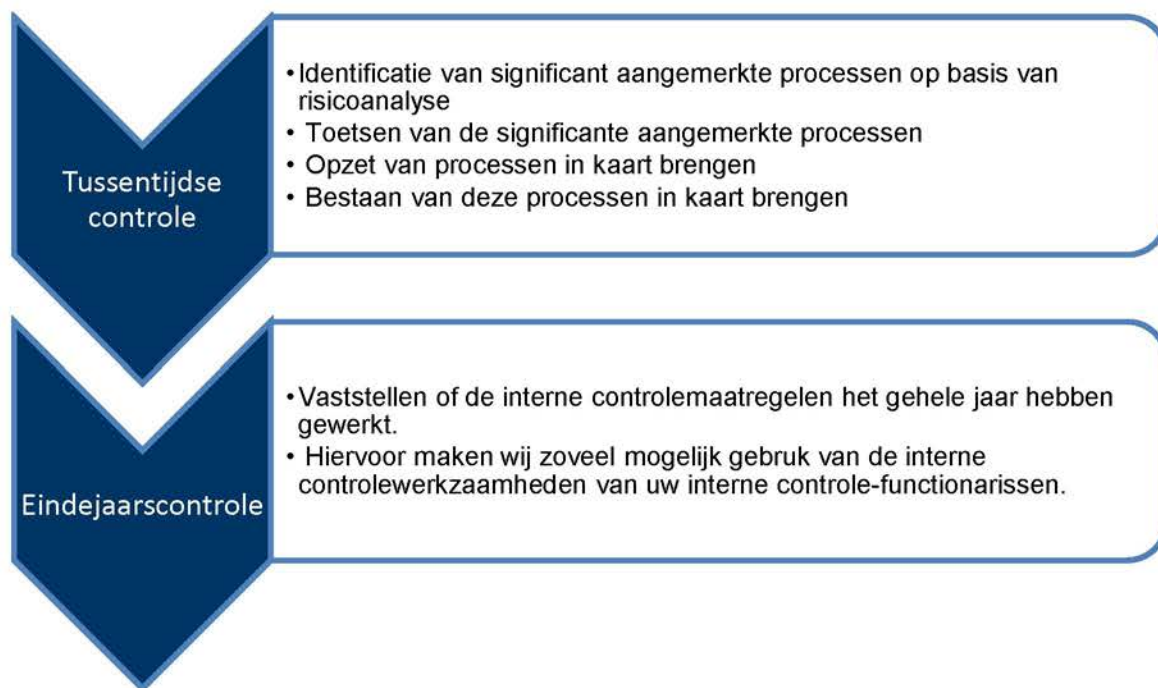 Tussentijdse
controle
•Identificatie van significant aangemerkte processen op basis van
risicoanalyse
• Toetsen van de significante aangemerkte processen
• Opzet van processen in kaart brengen
• Bestaan van deze processen in kaart brengen
Eindejaarscontrole
•Vaststellen of de interne controlemaatregelen het gehele jaar hebben
gewerkt.
• Hiervoor maken wij zoveel mogelijk gebruik van de interne
controlewerkzaamheden van uw interne controle-functionarissen.